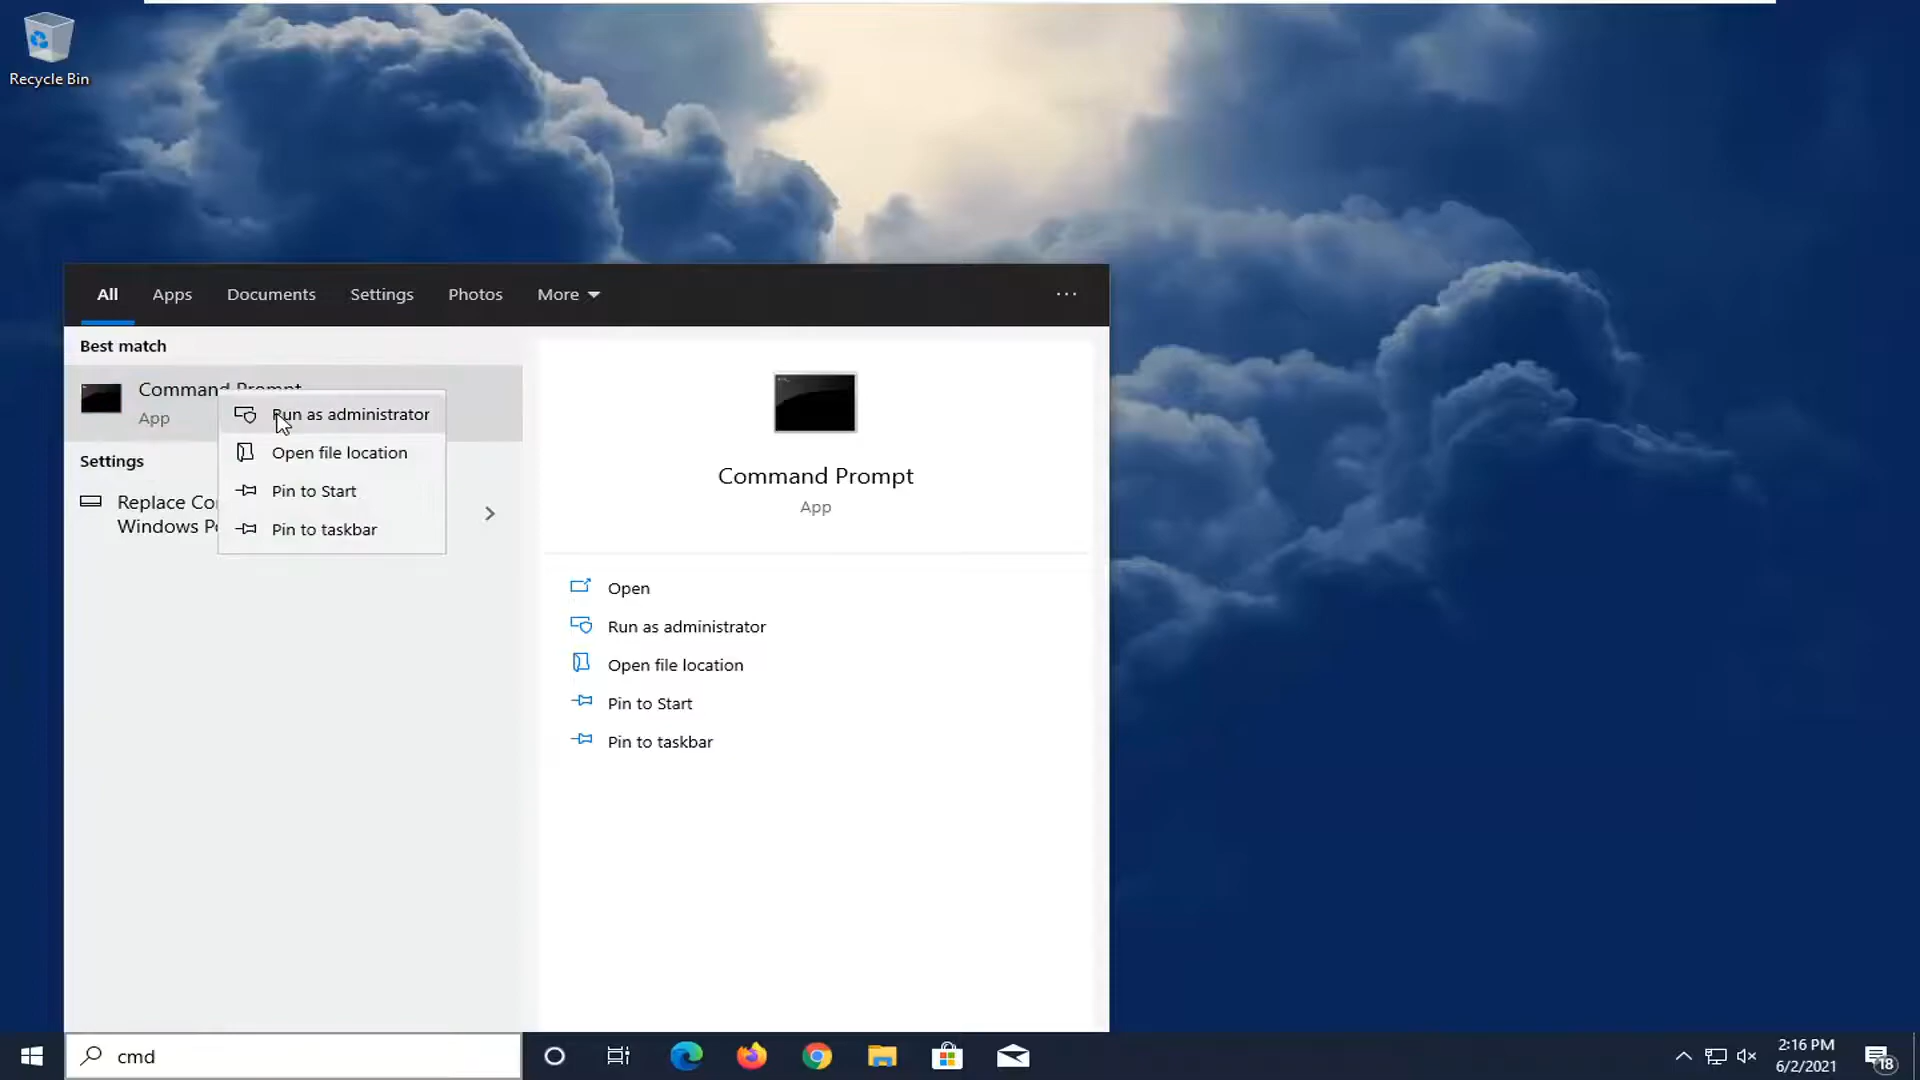 Recycle Bin
All Apps Documents Settings Photos More ...
Best match
Command Prompt
App
Run as administrator
Open file location
Pin to Start
Pin to taskbar
Settings
Replace Co
Windows P
Command Prompt
App
Open
Run as administrator
Open file location
Pin to Start
Pin to taskbar
cmd
2:16 PM
6/2/2021
18